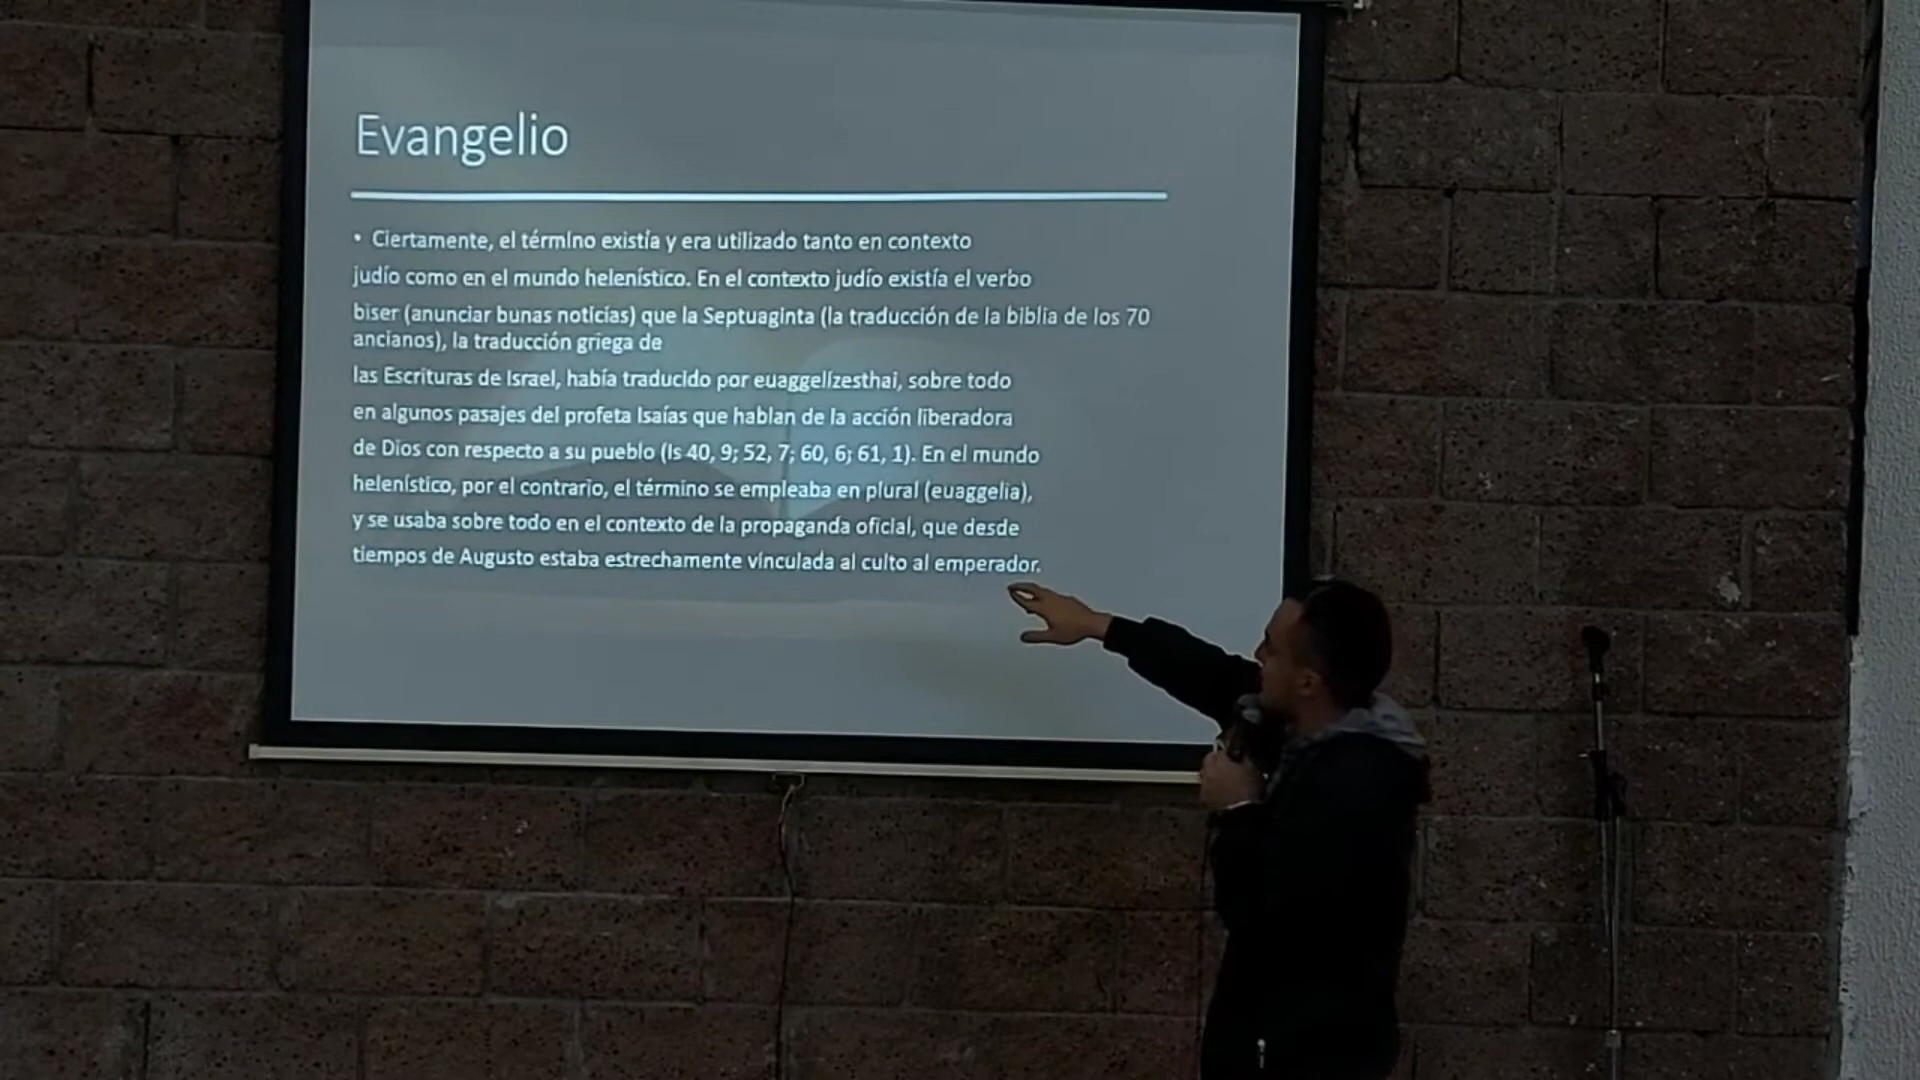 Evangelio
• Ciertamente, el término existía y era utilizado tanto en contexto
judío como en el mundo helenístico. En el contexto judío existía el verbo
biser (anunciar bunas noticias) que la Septuaginta (la traducción de la biblia de los 70
ancianos), la traducción griega de
las Escrituras de Israel, había traducido por euaggelízesthai, sobre todo
en algunos pasajes del profeta Isaías que hablan de la acción liberadora
de Dios con respecto a su pueblo (Is 40, 9; 52, 7; 60, 6; 61, 1). En el mundo
helenístico, por el contrario, el término se empleaba en plural (euaggelia),
y se usaba sobre todo en el contexto de la propaganda oficial, que desde
tiempos de Augusto estaba estrechamente vinculada al culto al emperador.